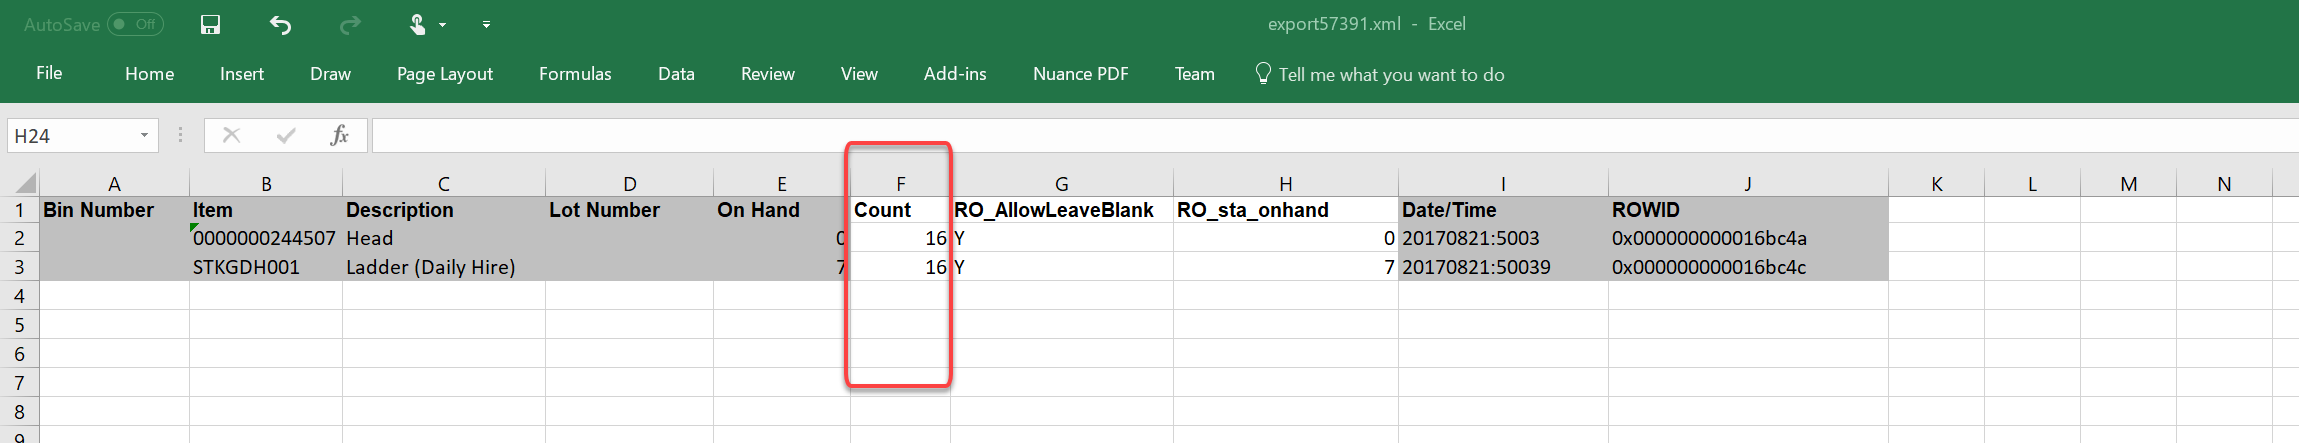 AutoSave Off export57391.xml - Excel
File Home Insert Draw Page Layout Formulas Data Review View Add-ins Nuance PDF Team Tell me what you want to do
H24 fx
A B C D E F G H I J K L M N
1 Bin Number Item Description Lot Number On Hand Count RO_AllowLeaveBlank RO_sta_onhand Date/Time ROWID
2 0000000244507 Head 0 16 Y 0 20170821:5003 0x000000000016bc4a
3 STKGDH001 Ladder (Daily Hire) 7 16 Y 7 20170821:50039 0x000000000016bc4c
4
5
6
7
8
9